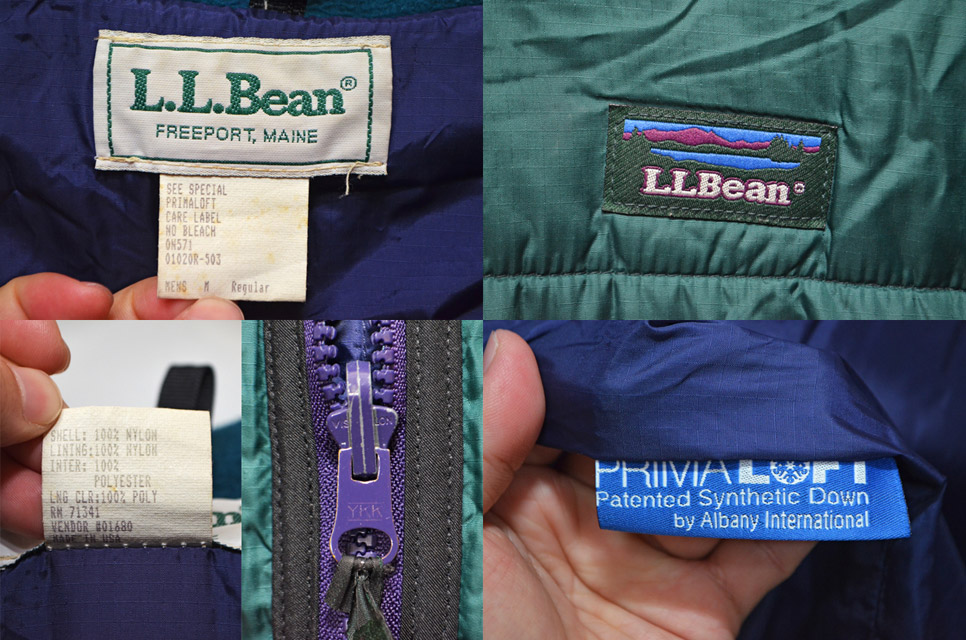 L.L.Bean®
FREEPORT, MAINE
SEE SPECIAL
PRIMALOFT
CARE LABEL
NO BLEACH
0N571
01020R-503
MENS M Regular
LLBean®
SHELL: 100% NYLON
LINING:100% NYLON
INTER: 100%
POLYESTER
LNG CLR:100% POLY
RN 71341
VENDOR #01680
MADE IN USA
YKK
PRIMALOFT
Patented Synthetic Down
by Albany International